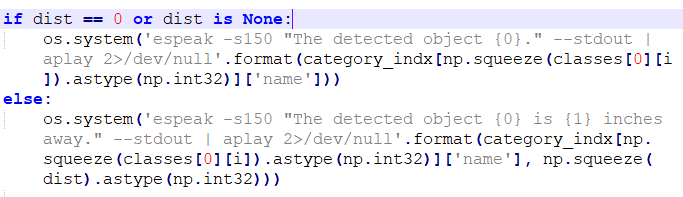 if dist == 0 or dist is None:
    os.system('espeak -s150 "The detected object {0}." --stdout |
    aplay 2>/dev/null'.format(category_indx[np.squeeze(classes[0][i
    ]).astype(np.int32)]['name']))
else:
    os.system('espeak -s150 "The detected object {0} is {1} inches
    away." --stdout | aplay 2>/dev/null'.format(category_indx[np.
    squeeze(classes[0][i]).astype(np.int32)]['name'], np.squeeze(
    dist).astype(np.int32)))